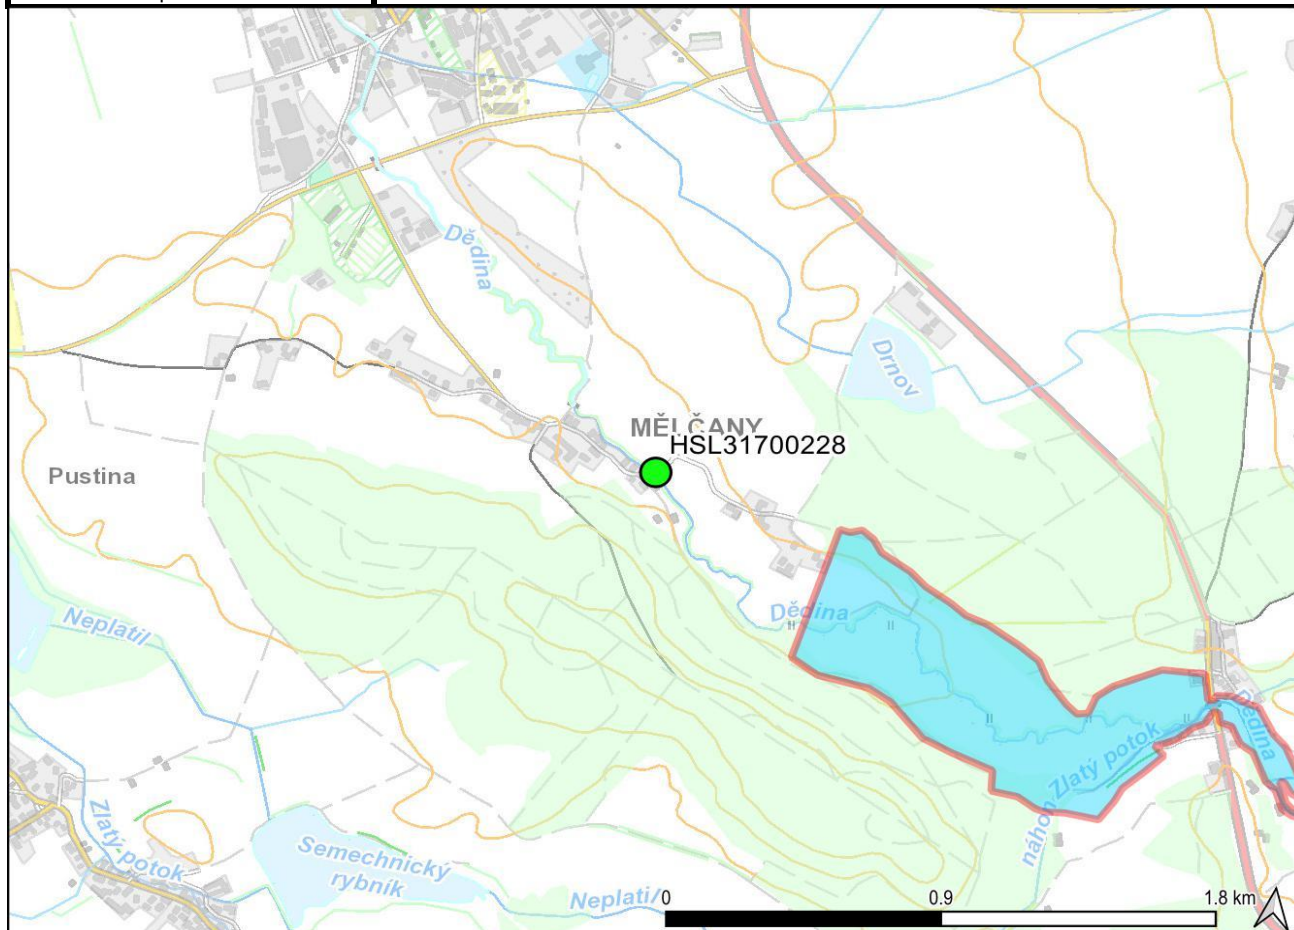 Dědina
Drnov
MĚLČANY
HSL31700228
Pustina
Neplatil
Dědina
Dědina
náhon Zlatý potok
Zlatý potok
Semechnický
rybník
Neplatil
0 0.9 1.8 km